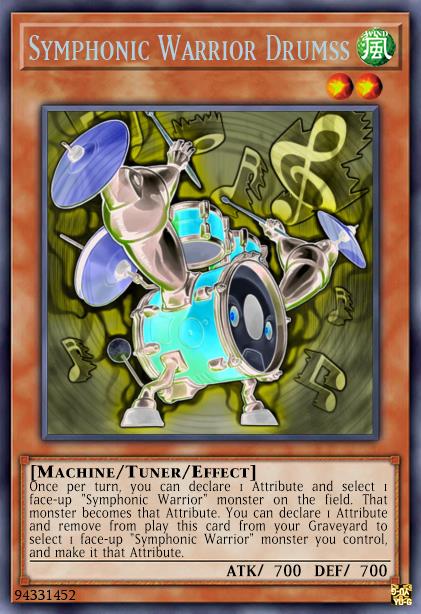 SYMPHONIC WARRIOR DRUMSS
WIND
風
[MACHINE/TUNER/EFFECT]
Once per turn, you can declare 1 Attribute and select 1
face-up "Symphonic Warrior" monster on the field. That
monster becomes that Attribute. You can declare 1 Attribute
and remove from play this card from your Graveyard to
select 1 face-up "Symphonic Warrior" monster you control,
and make it that Attribute.
ATK/ 700 DEF/ 700
94331452